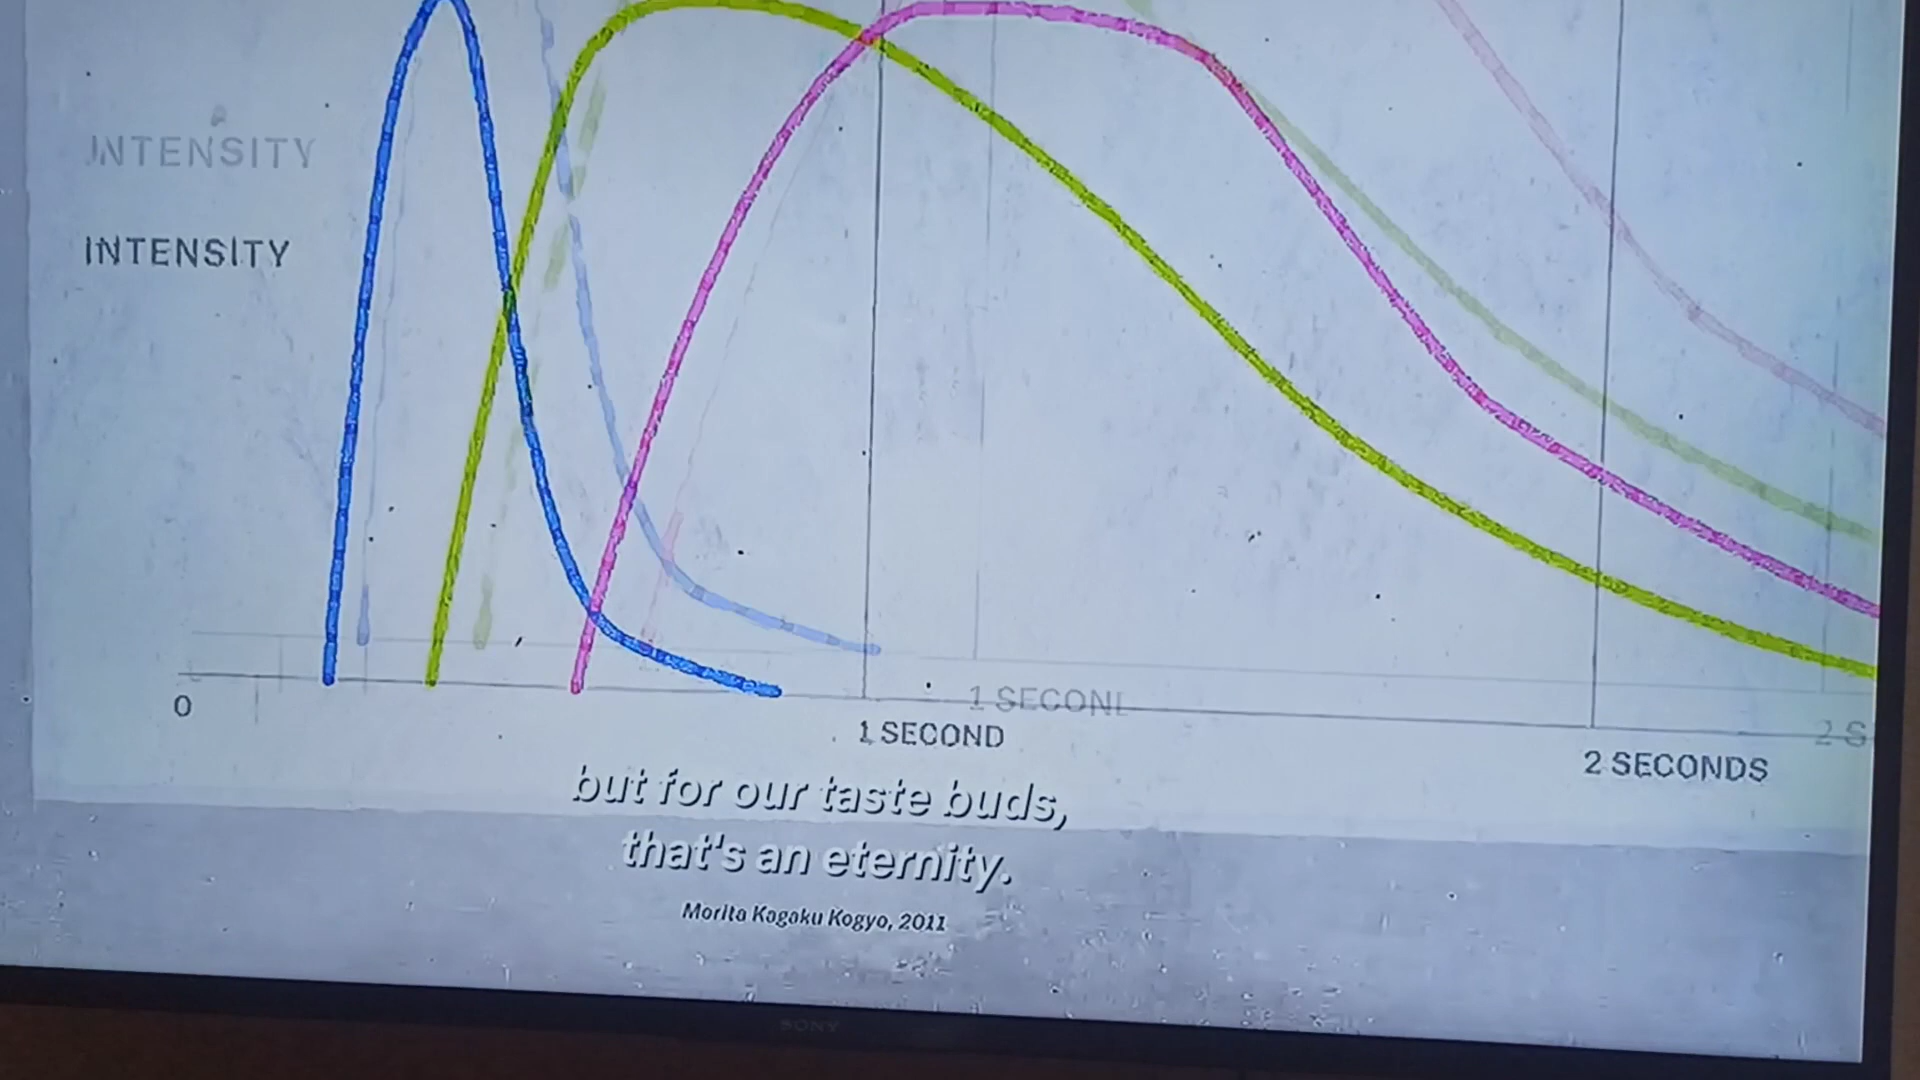 INTENSITY
INTENSITY
0
1 SECOND
1 SECOND
2 SECONDS
but for our taste buds,
that's an eternity.
Morita Kagaku Kogyo, 2011
SONY